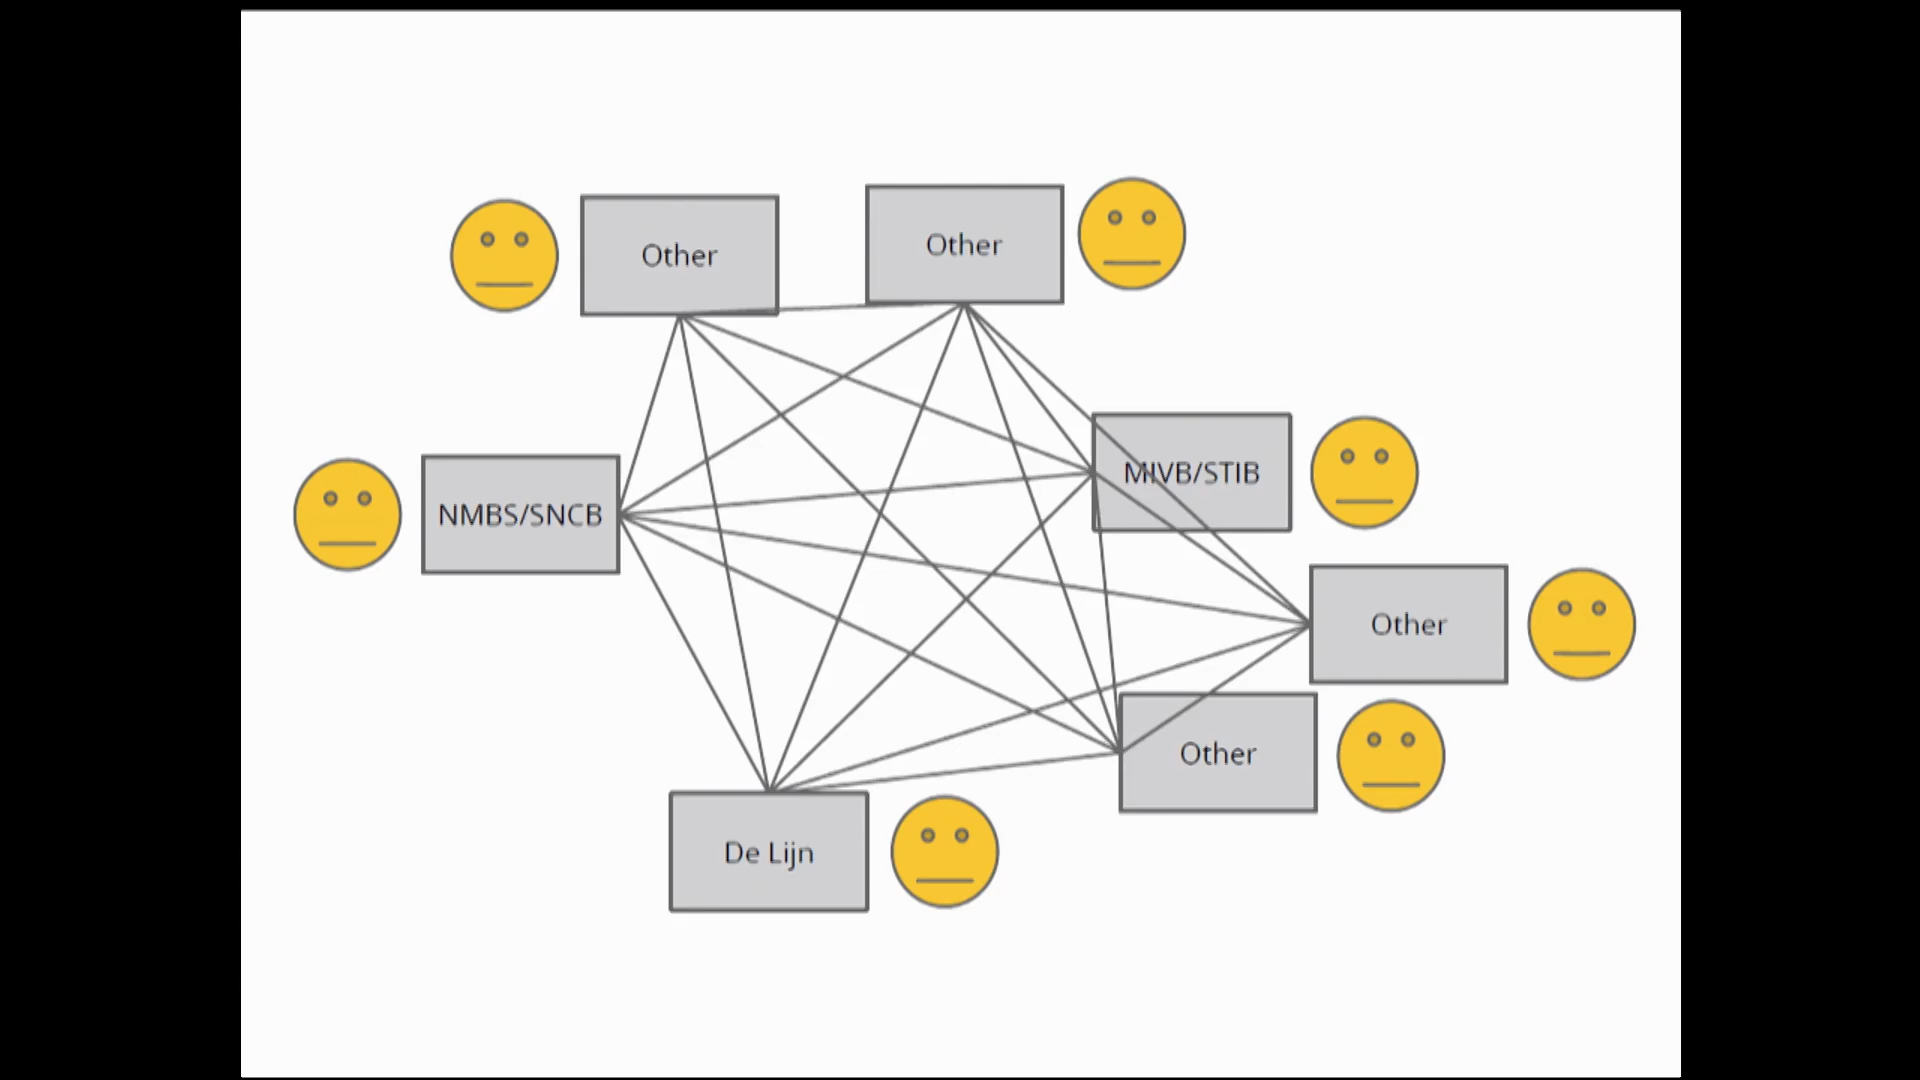 Other
Other
MIVB/STIB
NMBS/SNCB
Other
Other
De Lijn